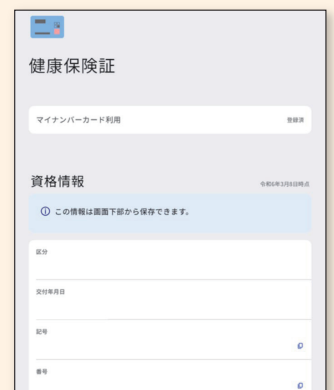 健康保険証
マイナンバーカード利用
登録済
資格情報
令和6年3月8日時点
この情報は画面下部から保存できます。
区分
交付年月日
記号
番号